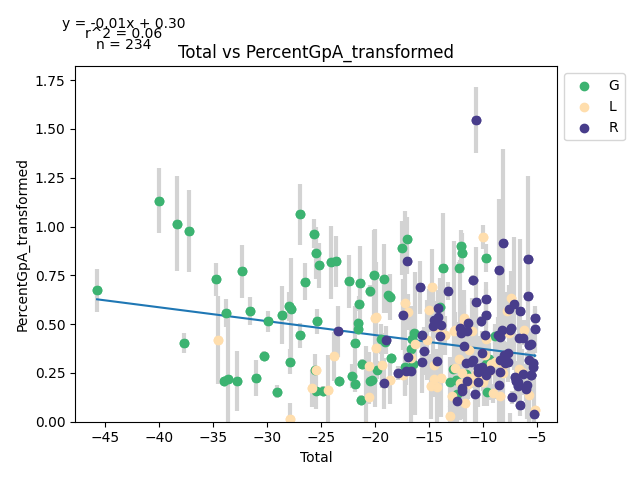 y = -0.01x + 0.30
r^2 = 0.06
n = 234
Total vs PercentGpA_transformed
G
L
R
PercentGpA_transformed
1.75
1.50
1.25
1.00
0.75
0.50
0.25
0.00
-45 -40 -35 -30 -25 -20 -15 -10 -5
Total